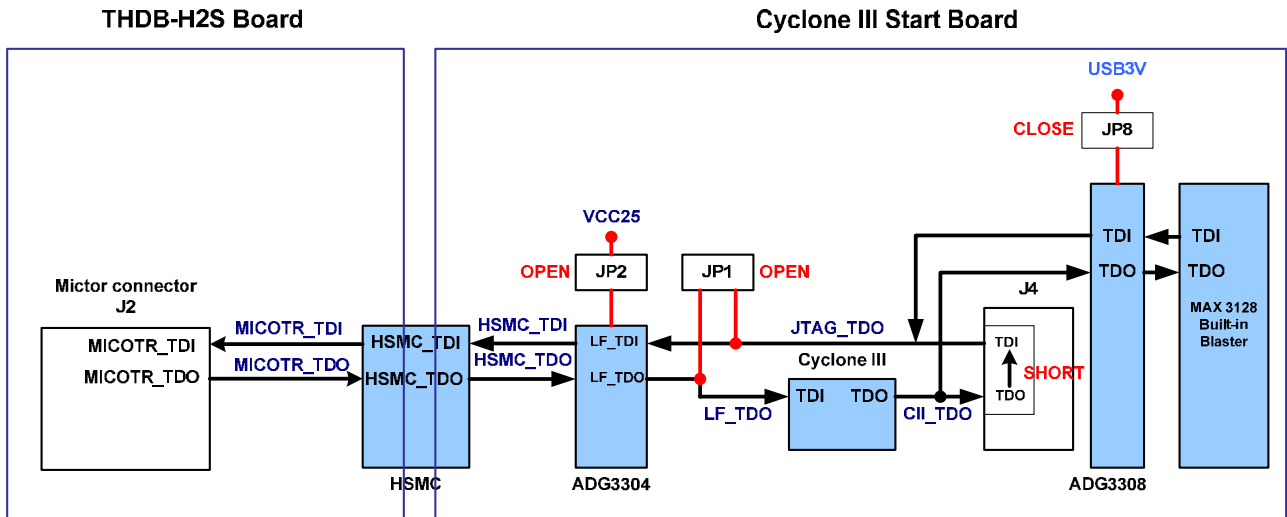 THDB-H2S Board
Cyclone III Start Board
USB3V
CLOSE
JP8
VCC25
OPEN
JP2
JP1
OPEN
TDI
TDI
TDO
TDO
Mictor connector
J2
J4
MAX 3128
Built-in
Blaster
MICOTR_TDI
MICOTR_TDI
HSMC_TDI
HSMC_TDI
LF_TDI
JTAG_TDO
TDI
MICOTR_TDO
MICOTR_TDO
HSMC_TDO
HSMC_TDO
LF_TDO
Cyclone III
SHORT
TDI
TDO
TDO
LF_TDO
CII_TDO
HSMC
ADG3304
ADG3308